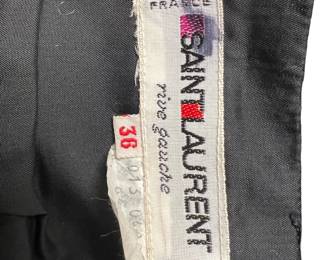 FRANCE
SAINT LAURENT
rive gauche
36